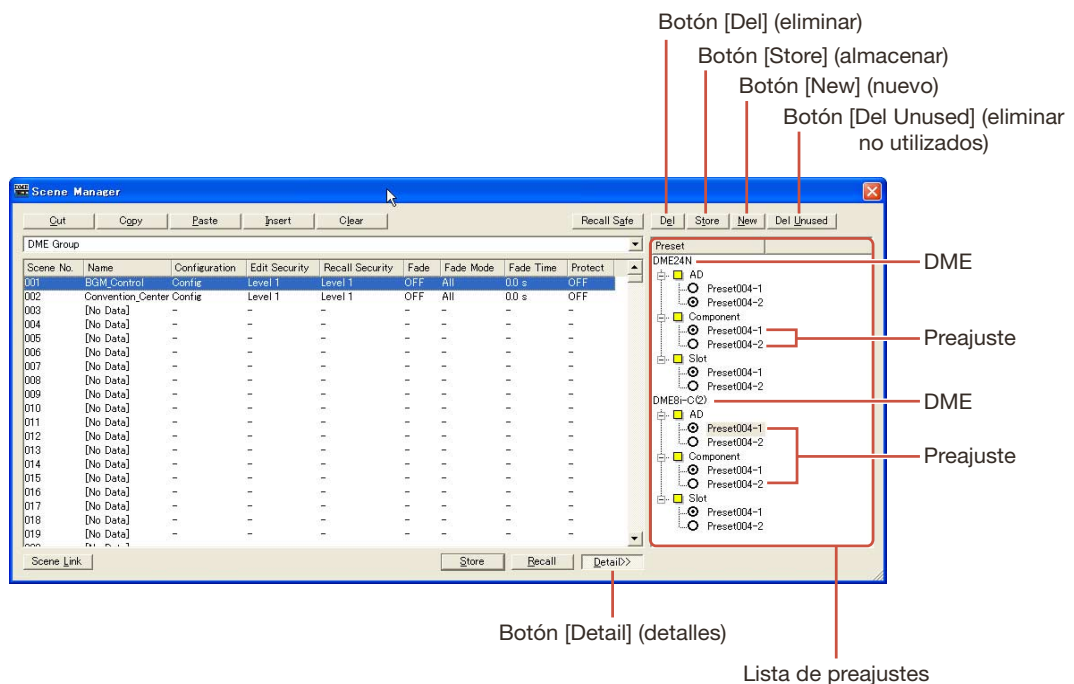 Botón [Del] (eliminar)
Botón [Store] (almacenar)
Botón [New] (nuevo)
Botón [Del Unused] (eliminar
no utilizados)
Scene Manager
Cut Copy Paste Insert Clear Recall Safe Del Store New Del Unused
DME Group
Scene No. Name Configuration Edit Security Recall Security Fade Fade Mode Fade Time Protect
001 BGM_Control Config Level 1 Level 1 OFF All 0.0 s OFF
002 Convention_Center Config Level 1 Level 1 OFF All 0.0 s OFF
003 [No Data] - - - - - - -
004 [No Data] - - - - - - -
005 [No Data] - - - - - - -
006 [No Data] - - - - - - -
007 [No Data] - - - - - - -
008 [No Data] - - - - - - -
009 [No Data] - - - - - - -
010 [No Data] - - - - - - -
011 [No Data] - - - - - - -
012 [No Data] - - - - - - -
013 [No Data] - - - - - - -
014 [No Data] - - - - - - -
015 [No Data] - - - - - - -
016 [No Data] - - - - - - -
017 [No Data] - - - - - - -
018 [No Data] - - - - - - -
019 [No Data] - - - - - - -
Preset
DME24N
AD
Preset004-1
Preset004-2
Component
Preset004-1
Preset004-2
Slot
Preset004-1
Preset004-2
DME8i-C(2)
AD
Preset004-1
Preset004-2
Component
Preset004-1
Preset004-2
Slot
Preset004-1
Preset004-2
DME
Preajuste
DME
Preajuste
Scene Link Store Recall Detail>>
Botón [Detail] (detalles)
Lista de preajustes